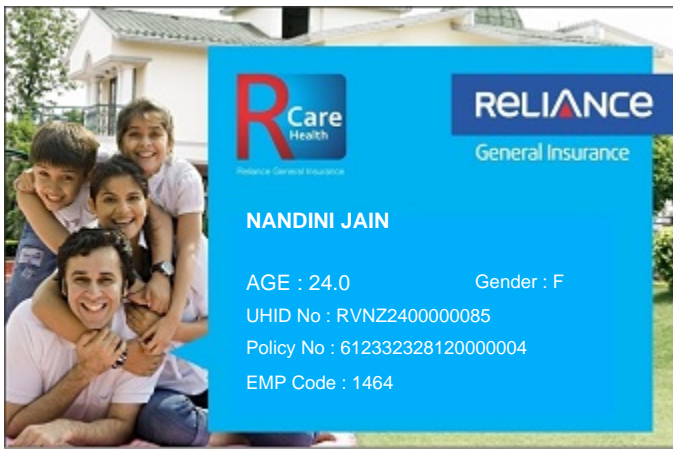 R Care
Health
Reliance General Insurance
RELIANCE
General Insurance
NANDINI JAIN
AGE : 24.0 Gender : F
UHID No : RVNZ2400000085
Policy No : 612332328120000004
EMP Code : 1464